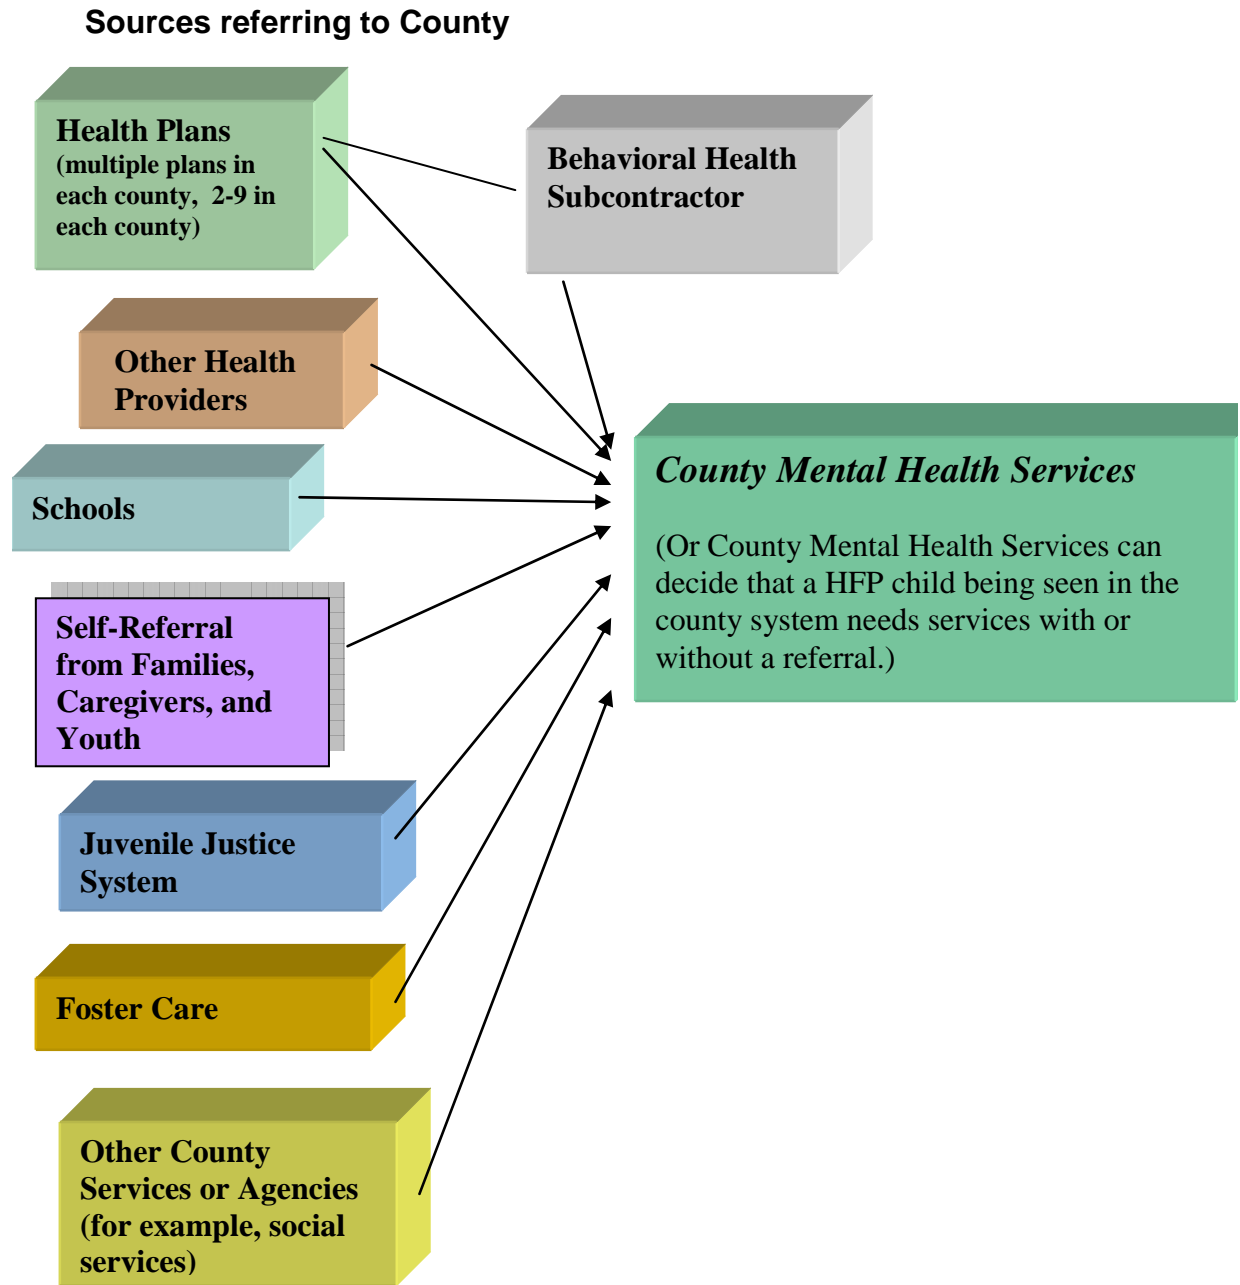 Sources referring to County
Health Plans
(multiple plans in
each county, 2-9 in
each county)
Behavioral Health
Subcontractor
Other Health
Providers
Schools
Self-Referral
from Families,
Caregivers, and
Youth
Juvenile Justice
System
Foster Care
Other County
Services or Agencies
(for example, social
services)
County Mental Health Services
(Or County Mental Health Services can
decide that a HFP child being seen in the
county system needs services with or
without a referral.)